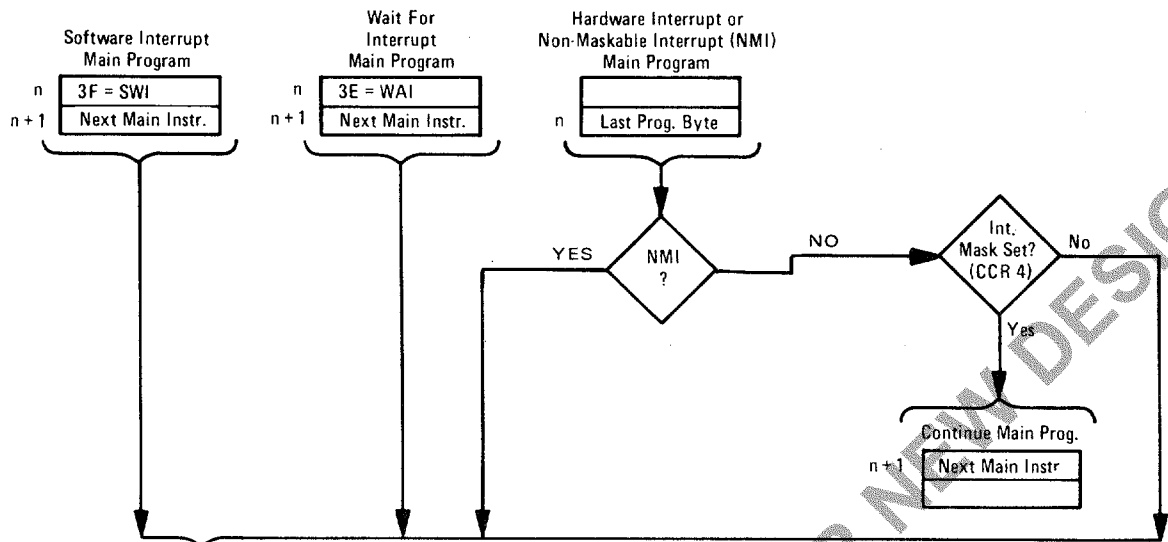 Software Interrupt
Main Program
n
3F = SWI
n + 1
Next Main Instr.
Wait For
Interrupt
Main Program
n
3E = WAI
n + 1
Next Main Instr.
Hardware Interrupt or
Non-Maskable Interrupt (NMI)
Main Program
n
Last Prog. Byte
YES
NMI
?
NO
Int.
Mask Set?
(CCR 4)
No
Yes
Continue Main Prog.
n + 1
Next Main Instr
NEW DESIG